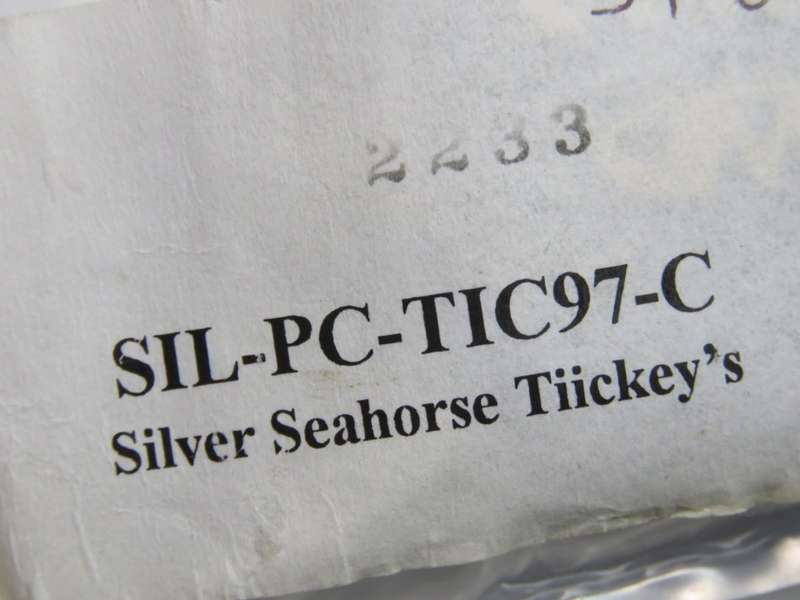 2233
SIL-PC-TIC97-C
Silver Seahorse Tiickey's